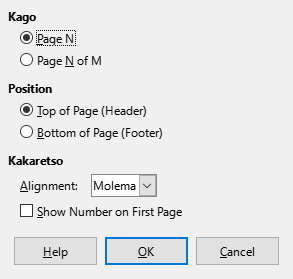 Kago
Page N
Page N of M
Position
Top of Page (Header)
Bottom of Page (Footer)
Kakaretso
Alignment: Molema
Show Number on First Page
Help OK Cancel